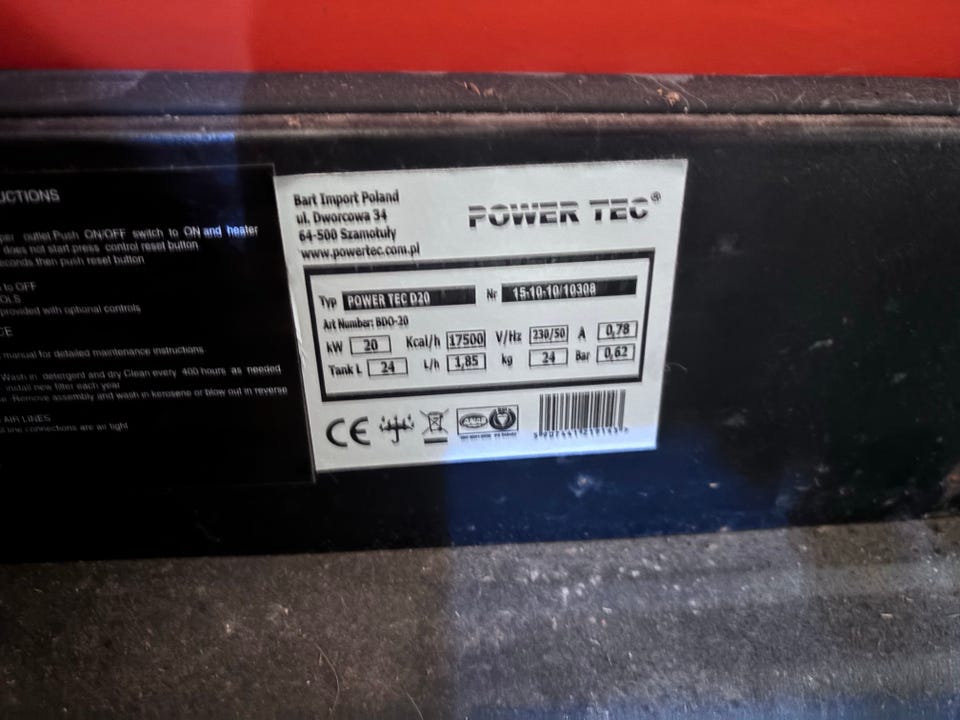 UCTIONS
per outlet.Push ON/OFF switch to ON and heater
does not start press control reset button
econds then push reset button
to OFF
OLS
provided with optional controls
CE
manual for detailed maintenance instructions
Wash in detergent and dry Clean every 400 hours as needed
install new filter each year
Remove assembly and wash in kerosene or blow out in reverse
AIR LINES
line connections are air tight
Bart Import Poland
ul. Dworcowa 34
64-500 Szamotuły
www.powertec.com.pl
POWER TEC®
Typ POWER TEC D20 Nr 15-10-10/10308
Art Number: BDO-20
kW 20 Kcal/h 17500 V/Hz 230/50 A 0,78
Tank L 24 L/h 1,85 kg 24 Bar 0,62
CE